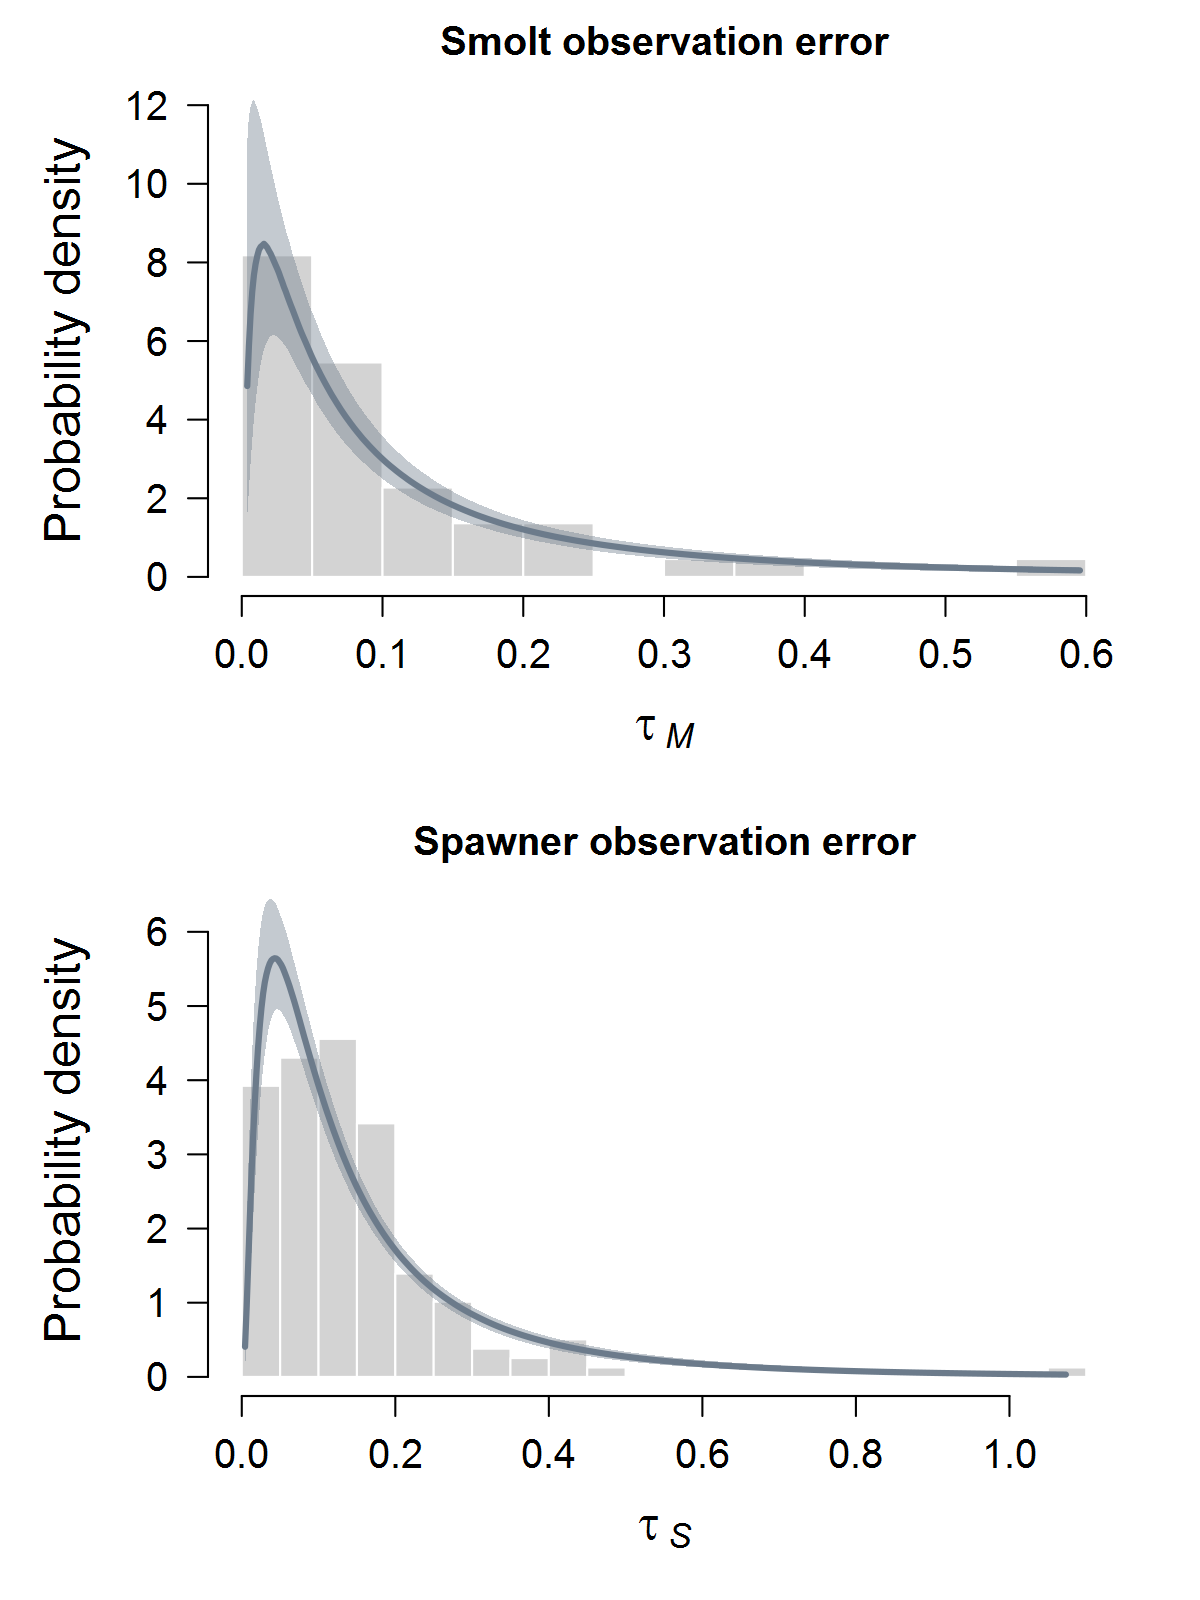 Smolt observation error
Probability density
12
10
8
6
4
2
0
0.0 0.1 0.2 0.3 0.4 0.5 0.6
τ M
Spawner observation error
Probability density
6
5
4
3
2
1
0
0.0 0.2 0.4 0.6 0.8 1.0
τ S